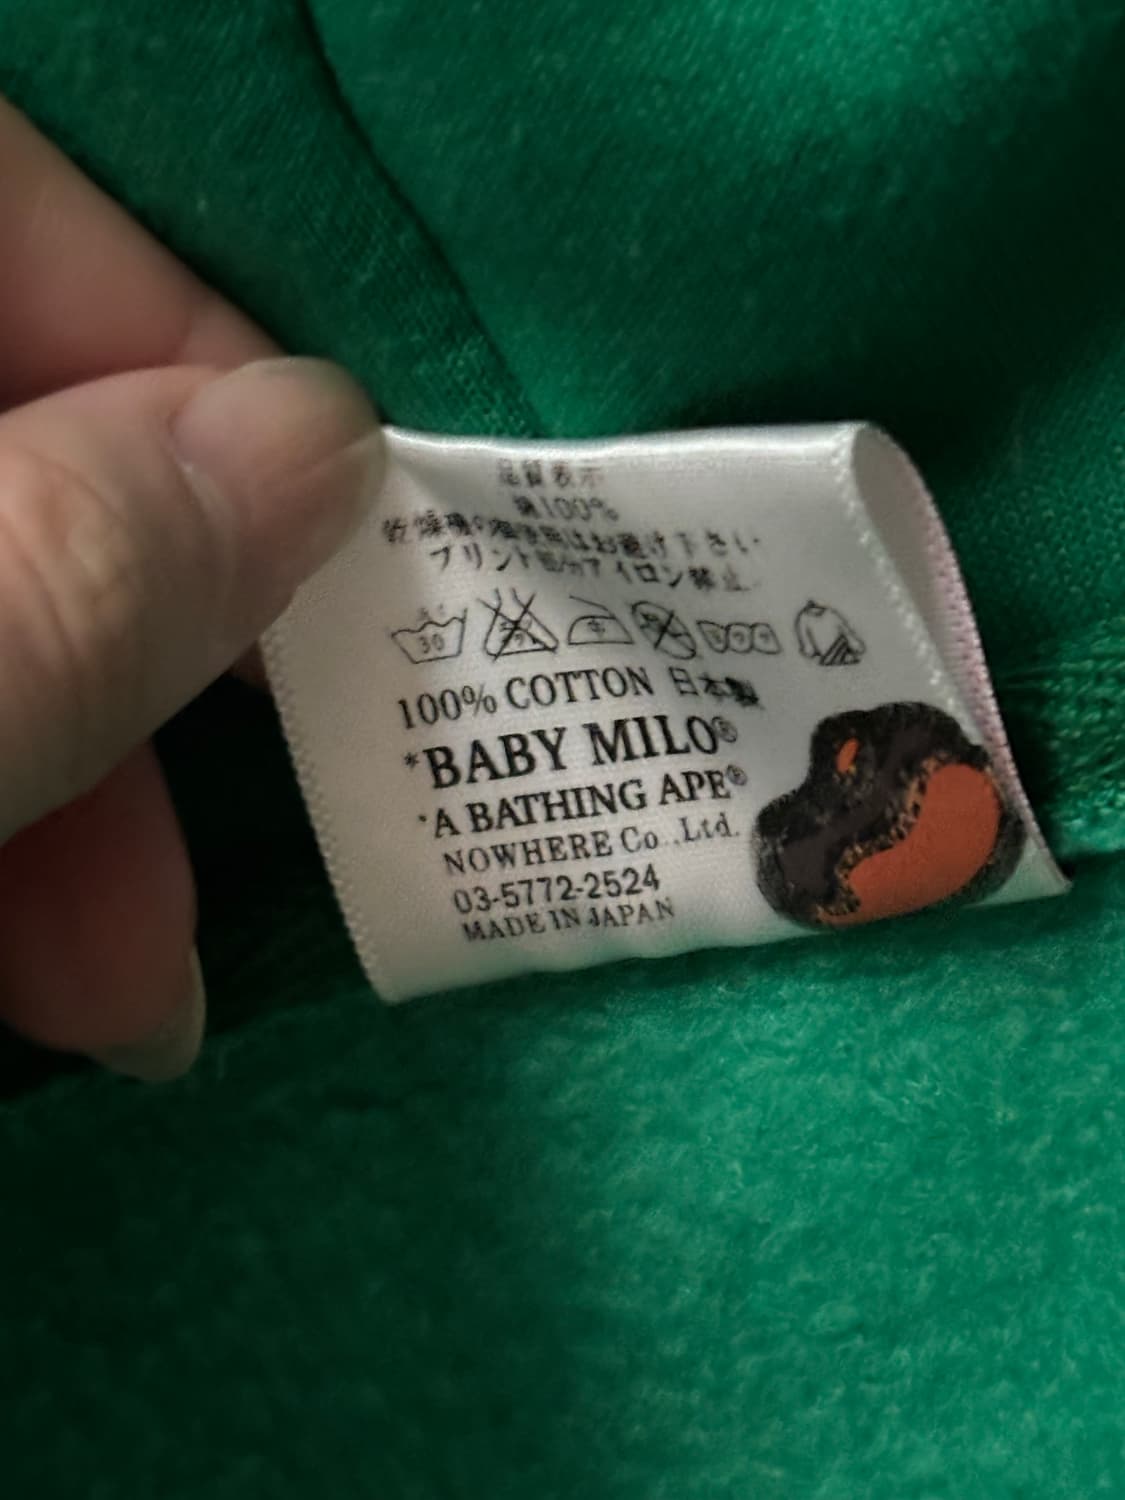 品質表示
綿100%
乾燥機の御使用はお避け下さい
プリント部分アイロン禁止
30
100% COTTON 日本製
*BABY MILO®
*A BATHING APE®
NOWHERE Co.,Ltd.
03-5772-2524
MADE IN JAPAN